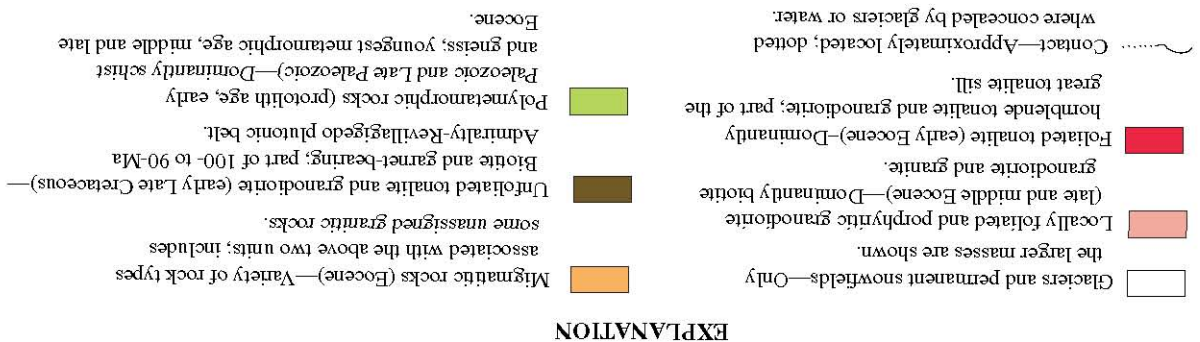 EXPLANATION
Glaciers and permanent snowfields—Only
the larger masses are shown.
Locally foliated and porphyritic granodiorite
(late and middle Eocene)—Dominantly biotite
granodiorite and granite.
Foliated tonalite (early Eocene)–Dominantly
hornblende tonalite and granodiorite; part of the
great tonalite sill.
Contact—Approximately located; dotted
where concealed by glaciers or water.
Migmatitic rocks (Eocene)—Variety of rock types
associated with the above two units; includes
some unassigned granitic rocks.
Unfoliated tonalite and granodiorite (early Late Cretaceous)—
Biotite and garnet-bearing; part of 100- to 90-Ma
Admiralty-Revillagigedo plutonic belt.
Polymetamorphic rocks (protolith age, early
Paleozoic and Late Paleozoic)—Dominantly schist
and gneiss; youngest metamorphic age, middle and late
Eocene.